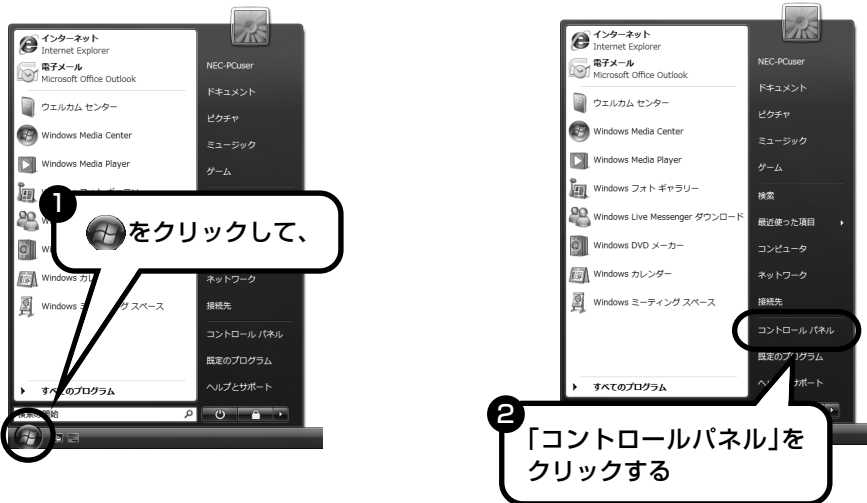 インターネット
Internet Explorer
電子メール
Microsoft Office Outlook
ウェルカム センター
Windows Media Center
Windows Media Player
Windows カレ
Windows ミ
グ スペース
すべてのプログラム
NEC-PCuser
ドキュメント
ピクチャ
ミュージック
ゲーム
ネットワーク
接続先
コントロール パネル
既定のプログラム
ヘルプとサポート
1
をクリックして、
インターネット
Internet Explorer
電子メール
Microsoft Office Outlook
ウェルカム センター
Windows Media Center
Windows Media Player
Windows フォト ギャラリー
Windows Live Messenger ダウンロード
Windows DVD メーカー
Windows カレンダー
Windows ミーティング スペース
すべてのプログラム
NEC-PCuser
ドキュメント
ピクチャ
ミュージック
ゲーム
検索
最近使った項目
コンピュータ
ネットワーク
接続先
コントロール パネル
既定のプログラム
2
「コントロールパネル」を
クリックする